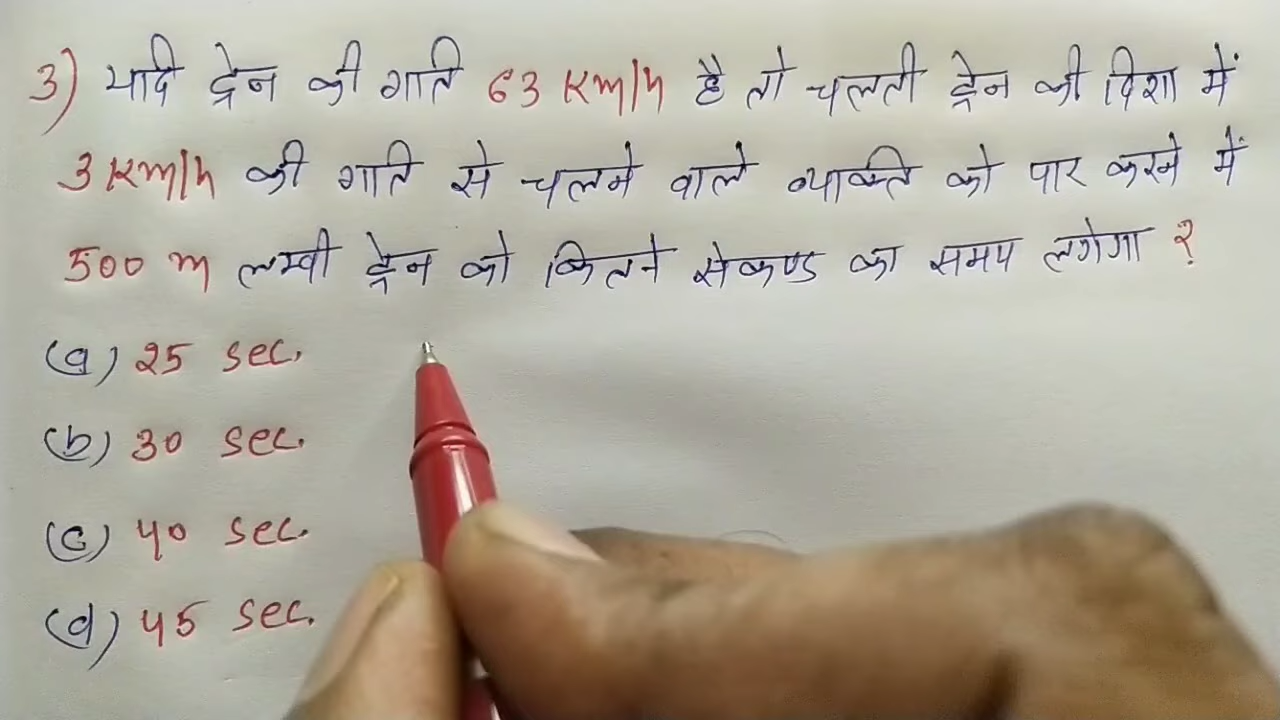 3) यदि ट्रेन की गति 63 Km/h है तो चलती ट्रेन की दिशा में
3 Km/h की गति से चलने वाले व्यक्ति को पार करने में
500 m लम्बी ट्रेन को कितने सेकण्ड का समय लगेगा ?
(a) 25 sec.
(b) 30 sec.
(c) 40 sec.
(d) 45 sec.